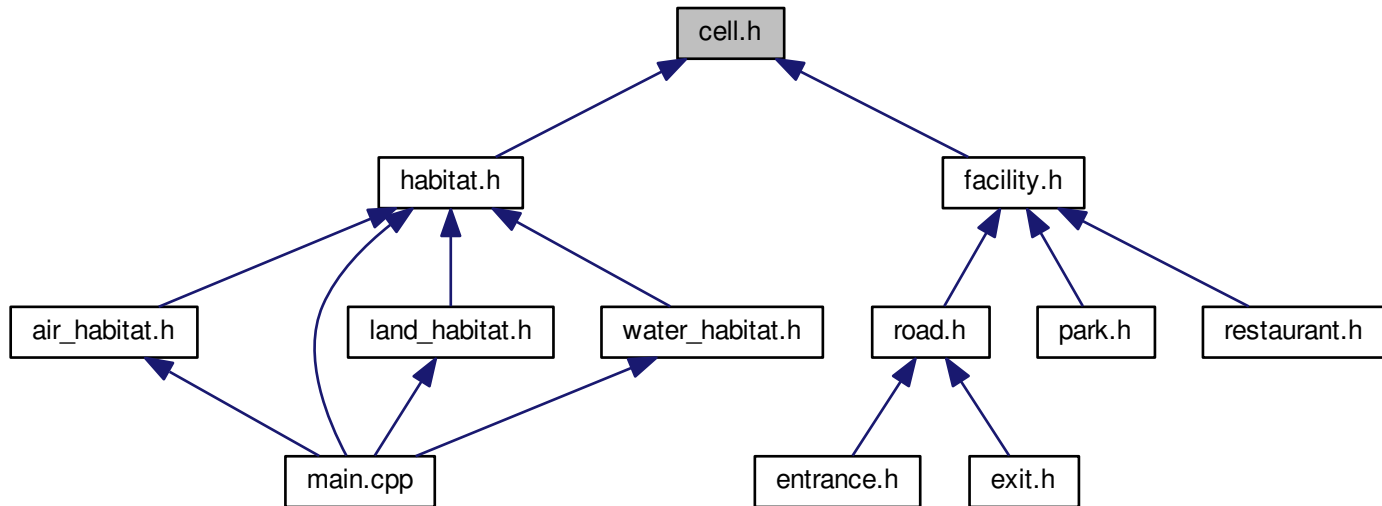 cell.h
habitat.h
facility.h
air_habitat.h
land_habitat.h
water_habitat.h
road.h
park.h
restaurant.h
main.cpp
entrance.h
exit.h